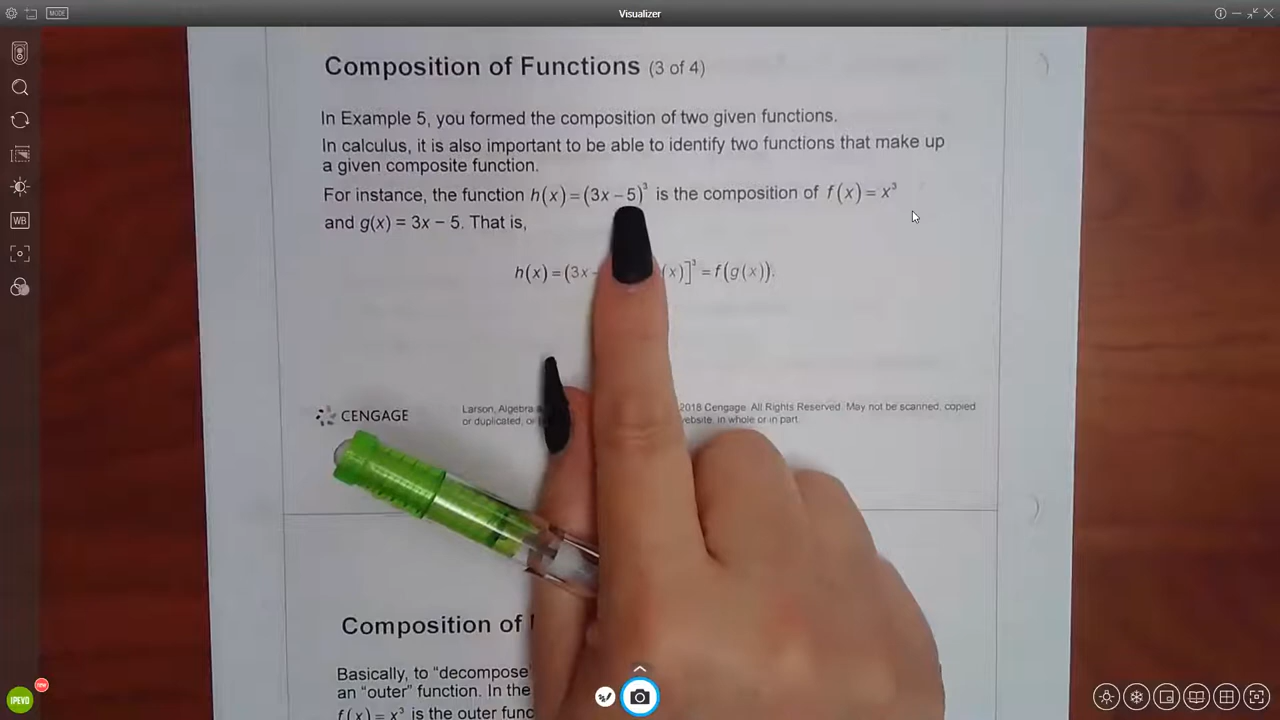 MODE
Visualizer
Composition of Functions (3 of 4)
In Example 5, you formed the composition of two given functions.
In calculus, it is also important to be able to identify two functions that make up
a given composite function.
For instance, the function h(x) = (3x − 5)³ is the composition of f(x) = x³
and g(x) = 3x − 5. That is,
h(x) = (3x (x)]³ = f(g(x)).
CENGAGE
Larson, Algebra 2018 Cengage. All Rights Reserved. May not be scanned, copied
or duplicated, or in whole or in part.
Composition of
Basically, to “decompose”
an “outer” function. In the
f(x) = x³ is the outer
WB
IPEVO
new